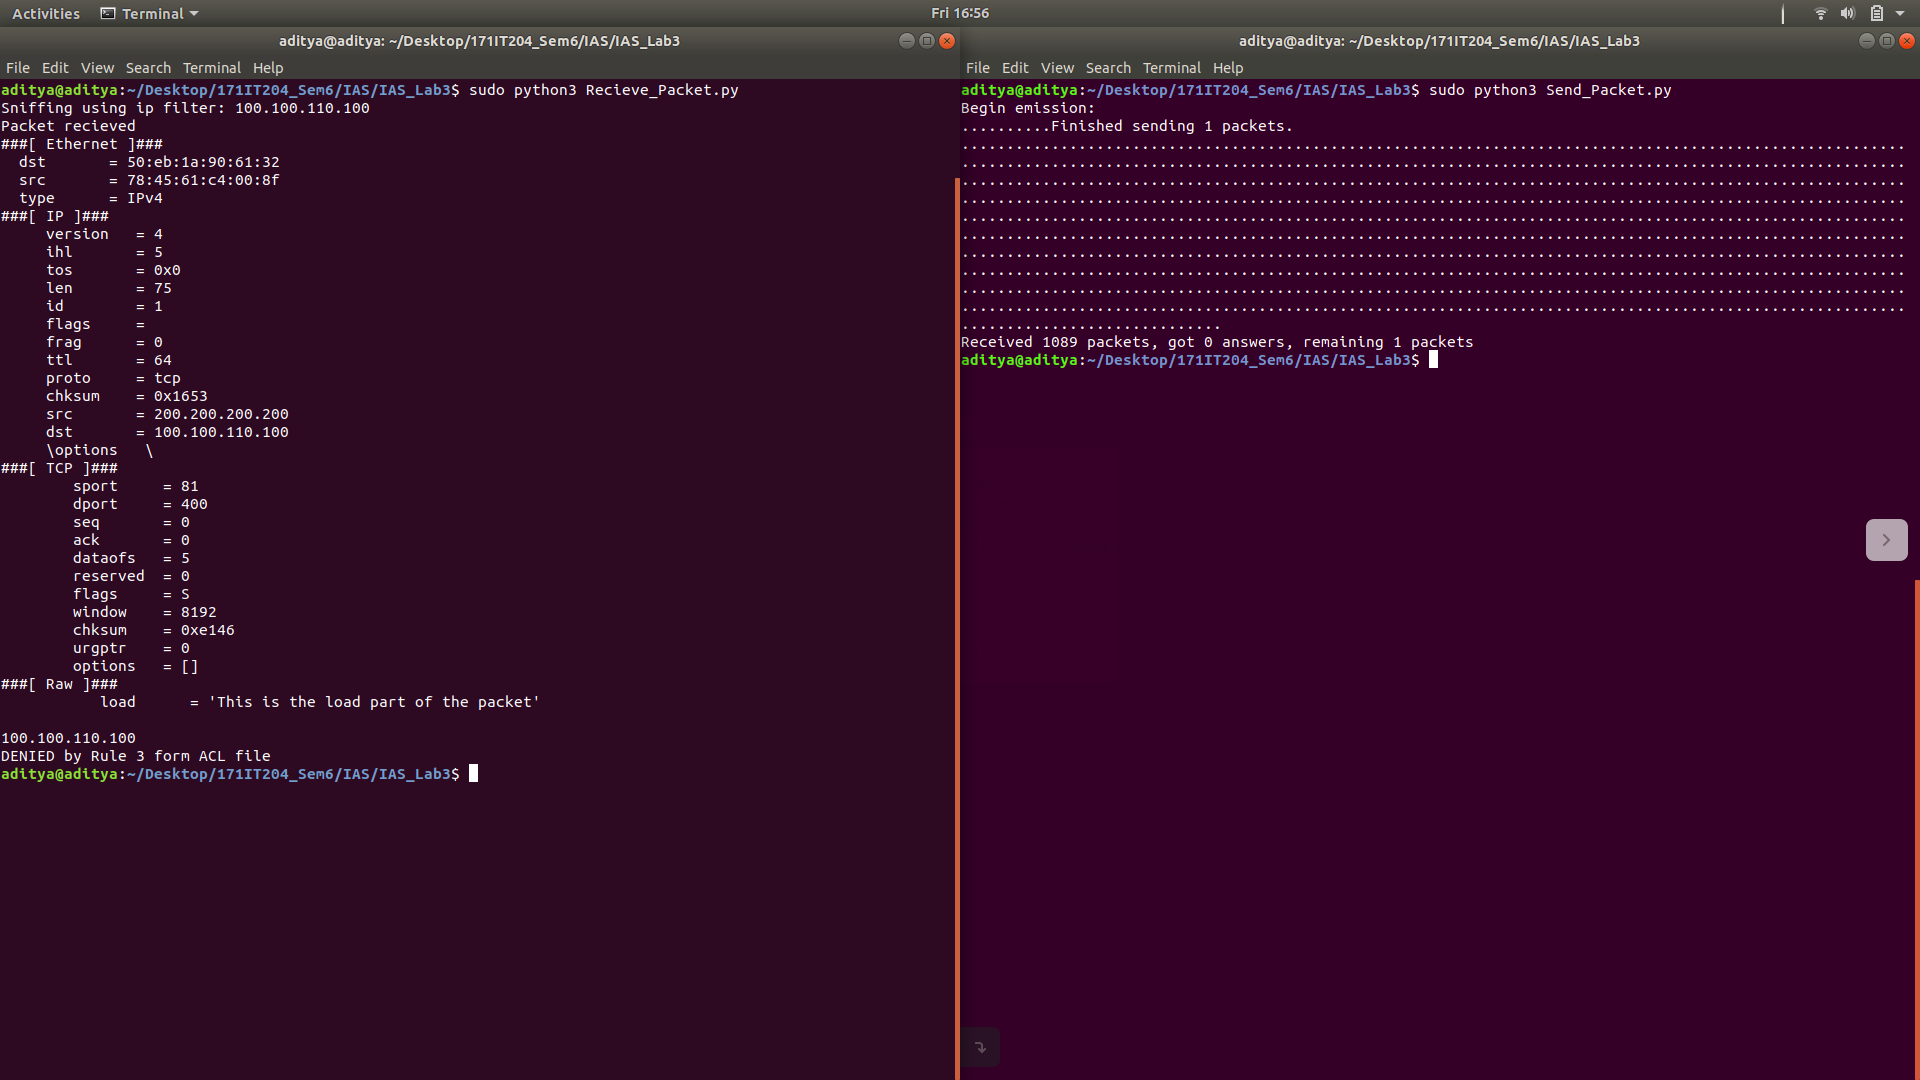 Activities Terminal Fri 16:56
aditya@aditya: ~/Desktop/171IT204_Sem6/IAS/IAS_Lab3
File Edit View Search Terminal Help
aditya@aditya:~/Desktop/171IT204_Sem6/IAS/IAS_Lab3$ sudo python3 Recieve_Packet.py
Sniffing using ip filter: 100.100.110.100
Packet recieved
###[ Ethernet ]###
  dst       = 50:eb:1a:90:61:32
  src       = 78:45:61:c4:00:8f
  type      = IPv4
###[ IP ]###
     version   = 4
     ihl       = 5
     tos       = 0x0
     len       = 75
     id        = 1
     flags     =
     frag      = 0
     ttl       = 64
     proto     = tcp
     chksum    = 0x1653
     src       = 200.200.200.200
     dst       = 100.100.110.100
     \options   \
###[ TCP ]###
        sport     = 81
        dport     = 400
        seq       = 0
        ack       = 0
        dataofs   = 5
        reserved  = 0
        flags     = S
        window    = 8192
        chksum    = 0xe146
        urgptr    = 0
        options   = []
###[ Raw ]###
           load      = 'This is the load part of the packet'
100.100.110.100
DENIED by Rule 3 form ACL file
aditya@aditya:~/Desktop/171IT204_Sem6/IAS/IAS_Lab3$
aditya@aditya: ~/Desktop/171IT204_Sem6/IAS/IAS_Lab3
File Edit View Search Terminal Help
aditya@aditya:~/Desktop/171IT204_Sem6/IAS/IAS_Lab3$ sudo python3 Send_Packet.py
Begin emission:
..........Finished sending 1 packets.
.........................................................................................................
.........................................................................................................
.........................................................................................................
.........................................................................................................
.........................................................................................................
.........................................................................................................
.........................................................................................................
.........................................................................................................
.........................................................................................................
.........................................................................................................
.............................
Received 1089 packets, got 0 answers, remaining 1 packets
aditya@aditya:~/Desktop/171IT204_Sem6/IAS/IAS_Lab3$